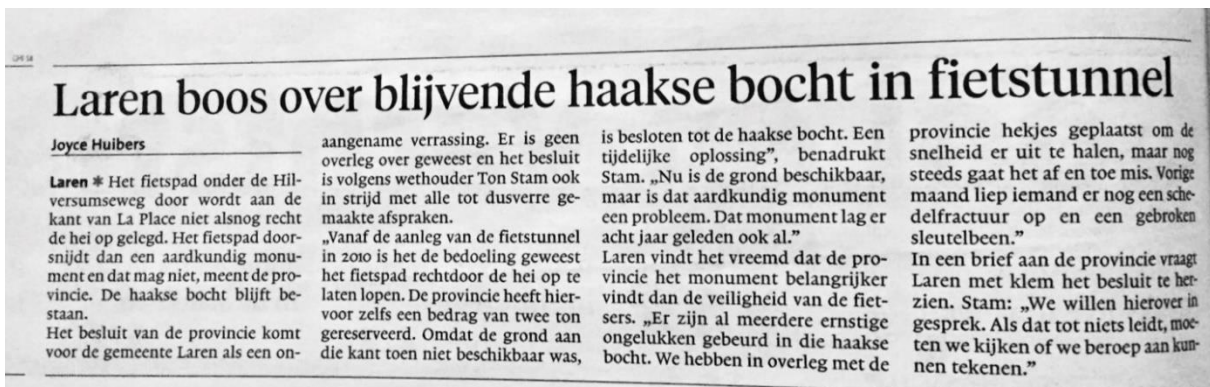 Laren boos over blijvende haakse bocht in fietstunnel
Joyce Huibers
Laren * Het fietspad onder de Hil-
versumseweg door wordt aan de
kant van La Place niet alsnog recht
de hei op gelegd. Het fietspad door-
snijdt dan een aardkundig monu-
ment en dat mag niet, meent de pro-
vincie. De haakse bocht blijft be-
staan.
Het besluit van de provincie komt
voor de gemeente Laren als een on-
aangename verrassing. Er is geen
overleg over geweest en het besluit
is volgens wethouder Ton Stam ook
in strijd met alle tot dusverre ge-
maakte afspraken.
„Vanaf de aanleg van de fietstunnel
in 2010 is het de bedoeling geweest
het fietspad rechtdoor de hei op te
laten lopen. De provincie heeft hier-
voor zelfs een bedrag van twee ton
gereserveerd. Omdat de grond aan
die kant toen niet beschikbaar was,
is besloten tot de haakse bocht. Een
tijdelijke oplossing”, benadrukt
Stam. „Nu is de grond beschikbaar,
maar is dat aardkundig monument
een probleem. Dat monument lag er
acht jaar geleden ook al.”
Laren vindt het vreemd dat de pro-
vincie het monument belangrijker
vindt dan de veiligheid van de fiet-
sers. „Er zijn al meerdere ernstige
ongelukken gebeurd in die haakse
bocht. We hebben in overleg met de
provincie hekjes geplaatst om de
snelheid er uit te halen, maar nog
steeds gaat het af en toe mis. Vorige
maand liep iemand er nog een sche-
delfractuur op en een gebroken
sleutelbeen.”
In een brief aan de provincie vraagt
Laren met klem het besluit te her-
zien. Stam: „We willen hierover in
gesprek. Als dat tot niets leidt, moe-
ten we kijken of we beroep aan kun-
nen tekenen.”